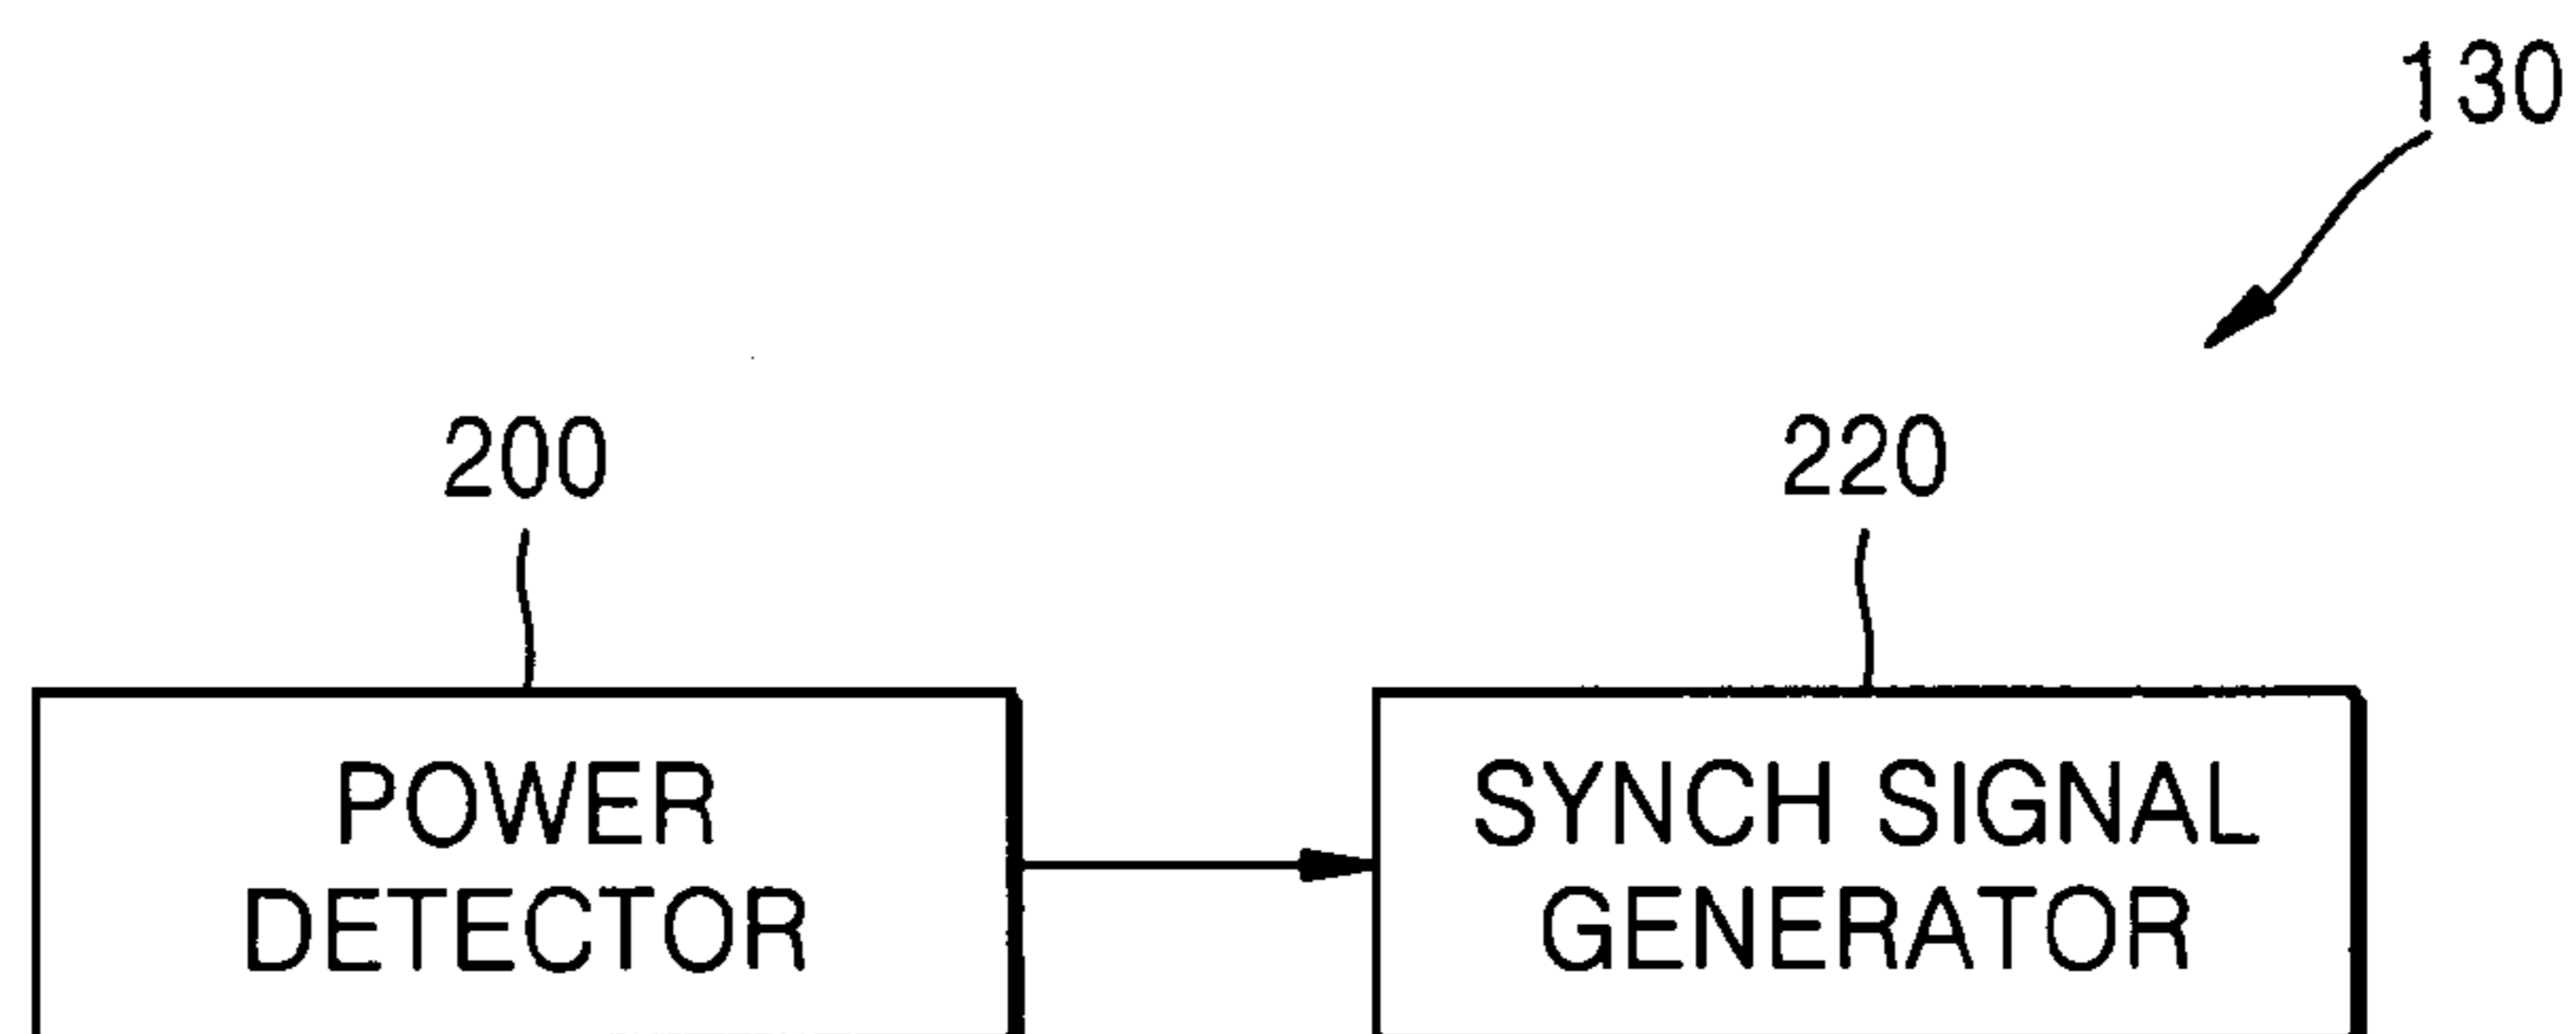 130
200
220
POWER
DETECTOR
SYNCH SIGNAL
GENERATOR